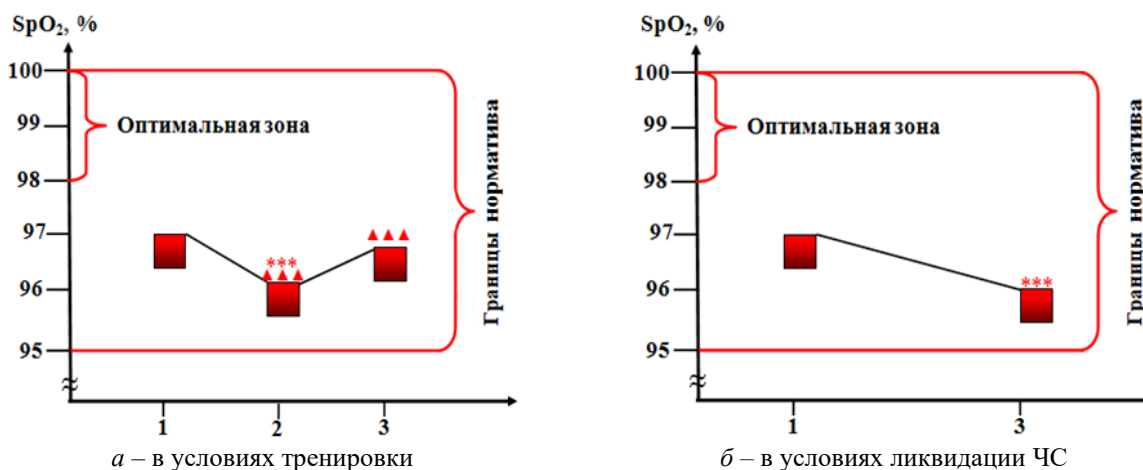 SpO₂, %
100
99
98
97
96
95
Оптимальная зона
***
▲▲▲
▲▲▲
Границы норматива
1
2
3
а – в условиях тренировки
SpO₂, %
100
99
98
97
96
95
Оптимальная зона
***
Границы норматива
1
3
б – в условиях ликвидации ЧС